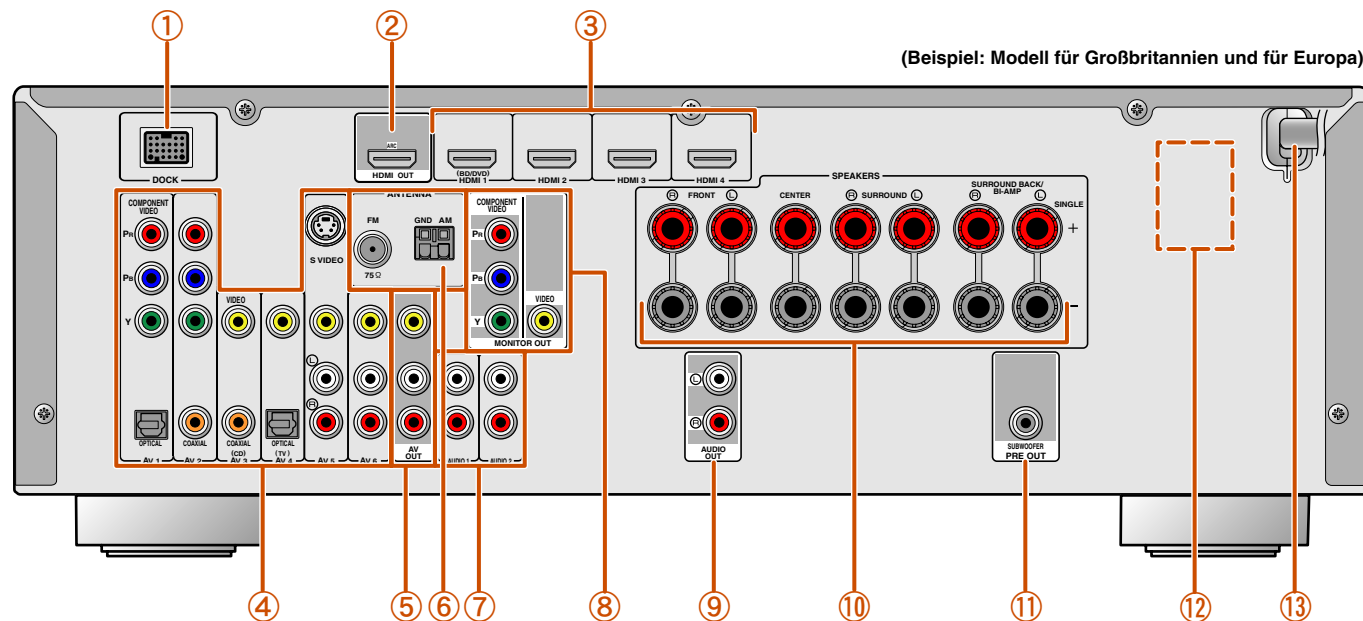 ① ② ③
(Beispiel: Modell für Großbritannien und für Europa)
DOCK
ARC
HDMI OUT
(BD/DVD)
HDMI 1
HDMI 2
HDMI 3
HDMI 4
COMPONENT
VIDEO
PR
PB
Y
VIDEO
S VIDEO
ANTENNA
FM
75Ω
GND AM
COMPONENT
VIDEO
PR
PB
Y
VIDEO
MONITOR OUT
SPEAKERS
R FRONT L
CENTER
R SURROUND L
SURROUND BACK/
BI-AMP
R L
SINGLE
+
–
L
R
OPTICAL
AV 1
COAXIAL
AV 2
COAXIAL
(CD)
AV 3
OPTICAL
(TV)
AV 4
AV 5
AV 6
AV
OUT
AUDIO 1
AUDIO 2
L
R
AUDIO
OUT
SUBWOOFER
PRE OUT
④ ⑤ ⑥ ⑦ ⑧ ⑨ ⑩ ⑪ ⑫ ⑬